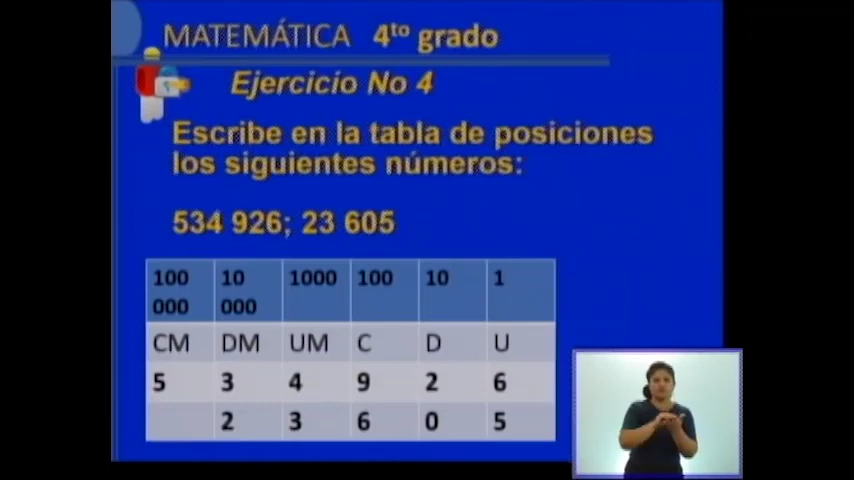 MATEMÁTICA 4to grado
Ejercicio No 4
Escribe en la tabla de posiciones
los siguientes números:
534 926; 23 605
100 000 10 000 1000 100 10 1
CM DM UM C D U
5 3 4 9 2 6
2 3 6 0 5